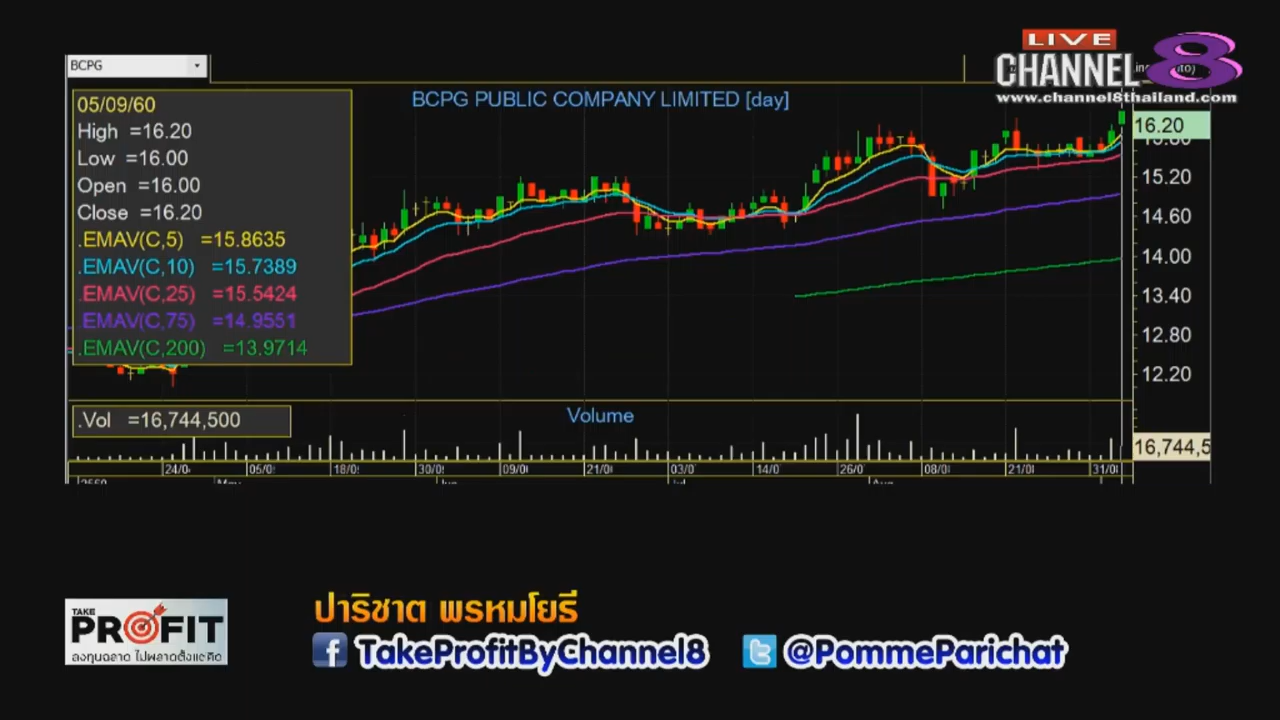 BCPG
LIVE
CHANNEL 8
www.channel8thailand.com
BCPG PUBLIC COMPANY LIMITED [day]
05/09/60
High =16.20
Low =16.00
Open =16.00
Close =16.20
.EMAV(C,5) =15.8635
.EMAV(C,10) =15.7389
.EMAV(C,25) =15.5424
.EMAV(C,75) =14.9551
.EMAV(C,200) =13.9714
16.20
15.20
14.60
14.00
13.40
12.80
12.20
.Vol =16,744,500
Volume
16,744,5
24/0 05/0 18/0 30/0 09/0 21/0 03/0 14/0 26/0 08/0 21/0 31/0
TAKE
PROFIT
ลงทุนฉลาด ไม่พลาดตั้งแต่คิด
ปาริชาต พรหมโยธี
TakeProfitByChannel8
@PommeParichat